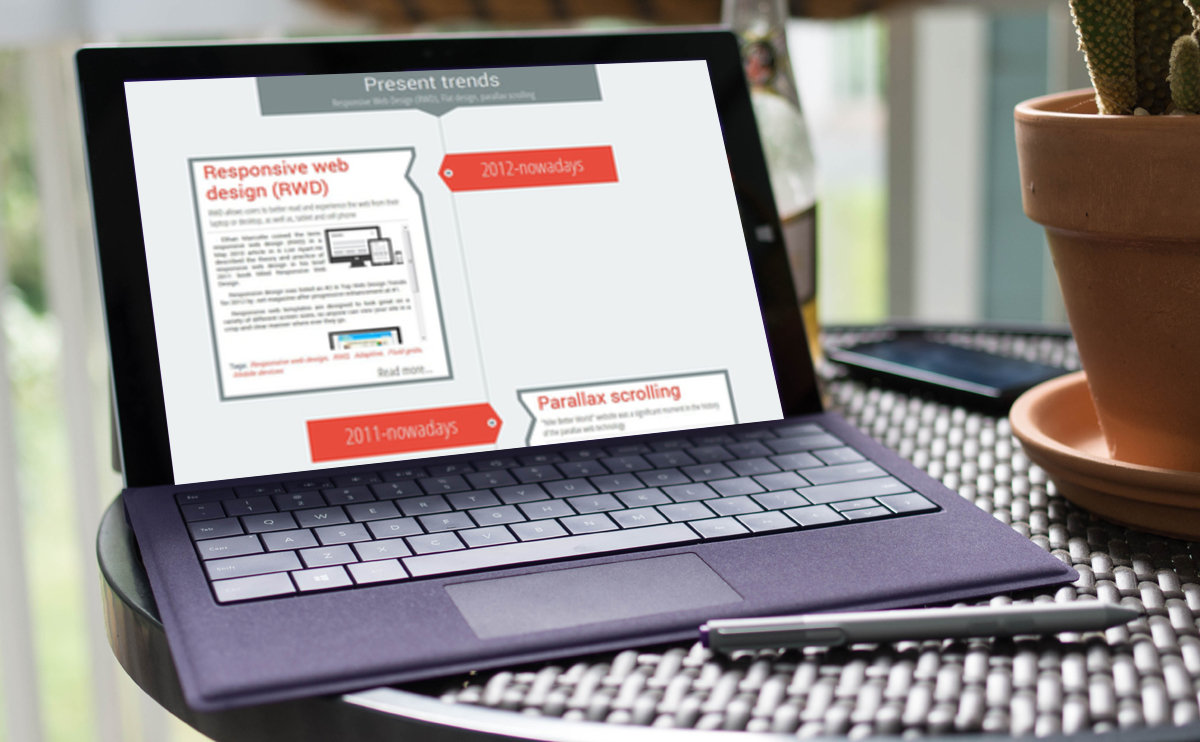 Present trends
Responsive Web Design (RWD), Flat design, parallax scrolling
2012-nowadays
Responsive web
design (RWD)
RWD allows users to better read and experience the web from their
laptop or desktop, as well as, tablet and cell phone
Ethan Marcotte coined the term
responsive web design (RWD) in a
May 2010 article in A List Apart.He
described the theory and practice of
responsive web design in his brief
2011 book titled Responsive Web
Design.
Responsive design was listed as #2 in Top Web Design Trends
for 2012 by .net magazine after progressive enhancement at #1.
Responsive web templates are designed to look great on a
variety of different screen sizes, so anyone can view your site in a
crisp and clear manner where ever they go.
Tags: Responsive web design, RWD, Adaptive, Fluid grids,
Mobile devices
Read more...
Parallax scrolling
"Nike Better World" website was a significant moment in the history
of the parallax web technology
2011-nowadays
Esc
Tab Q W E R T Y U I O P
Caps A S D F G H J K L
Shift Z X C V B N M